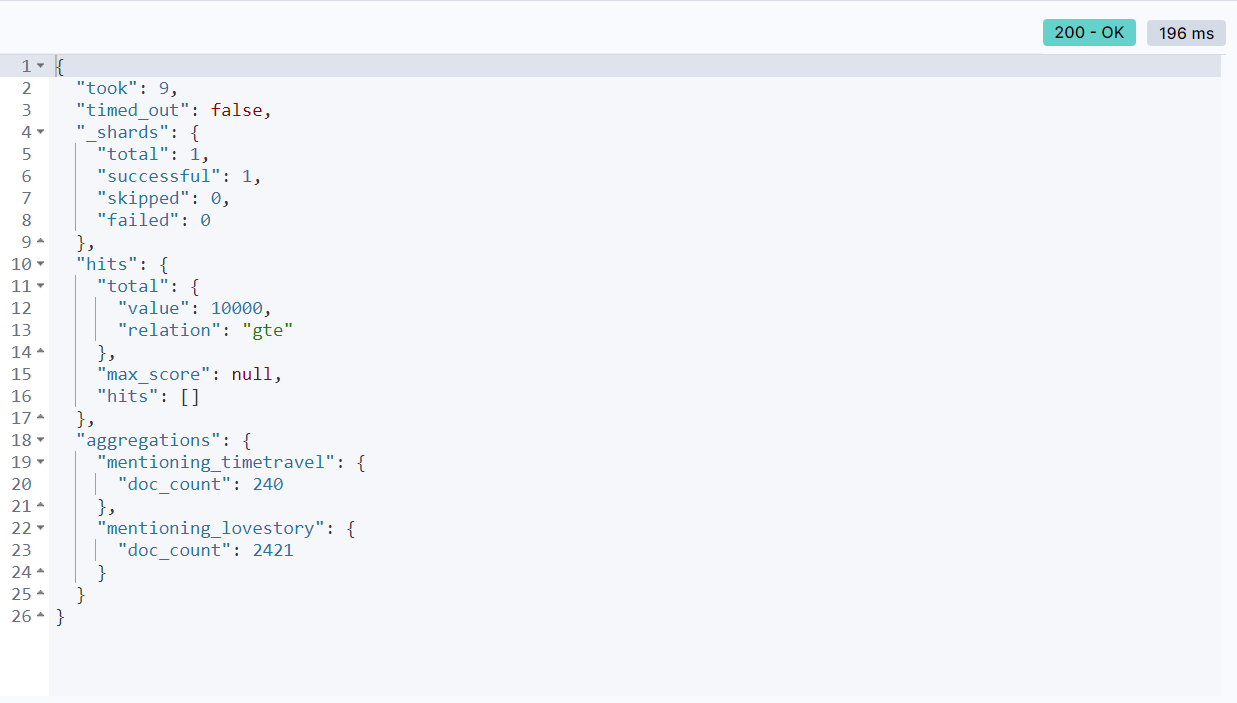 200 - OK 196 ms
1 {
2   "took": 9,
3   "timed_out": false,
4   "_shards": {
5     "total": 1,
6     "successful": 1,
7     "skipped": 0,
8     "failed": 0
9   },
10   "hits": {
11     "total": {
12       "value": 10000,
13       "relation": "gte"
14     },
15     "max_score": null,
16     "hits": []
17   },
18   "aggregations": {
19     "mentioning_timetravel": {
20       "doc_count": 240
21     },
22     "mentioning_lovestory": {
23       "doc_count": 2421
24     }
25   }
26 }